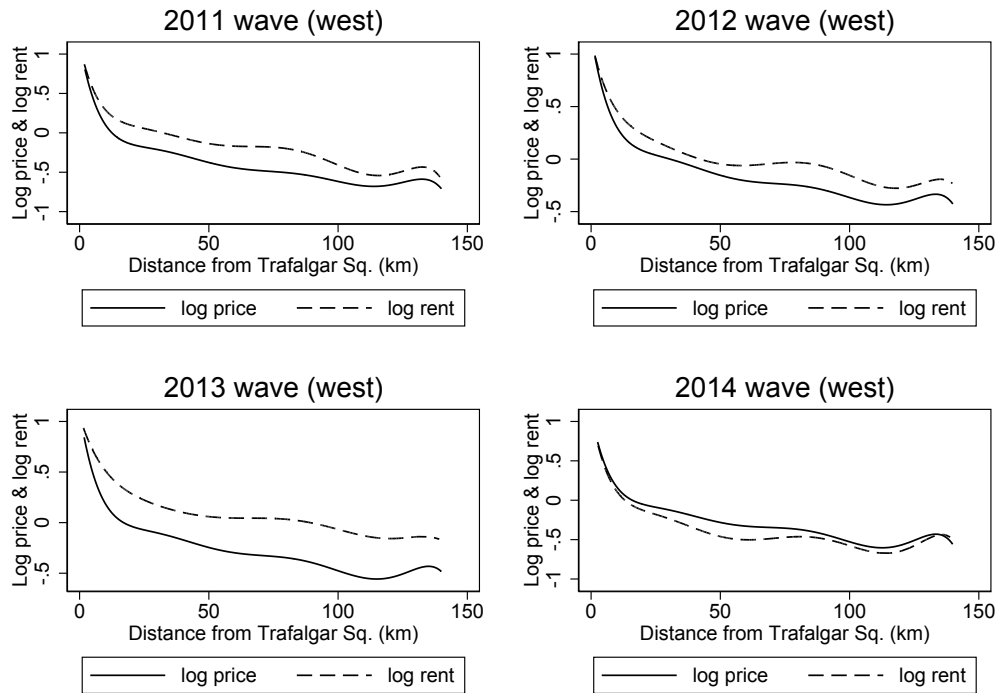 2011 wave (west)
Log price & log rent
1
.5
0
-.5
-1
0 50 100 150
Distance from Trafalgar Sq. (km)
log price log rent
2012 wave (west)
Log price & log rent
1
.5
0
-.5
0 50 100 150
Distance from Trafalgar Sq. (km)
log price log rent
2013 wave (west)
Log price & log rent
1
.5
0
-.5
0 50 100 150
Distance from Trafalgar Sq. (km)
log price log rent
2014 wave (west)
Log price & log rent
1
.5
0
-.5
-1
0 50 100 150
Distance from Trafalgar Sq. (km)
log price log rent